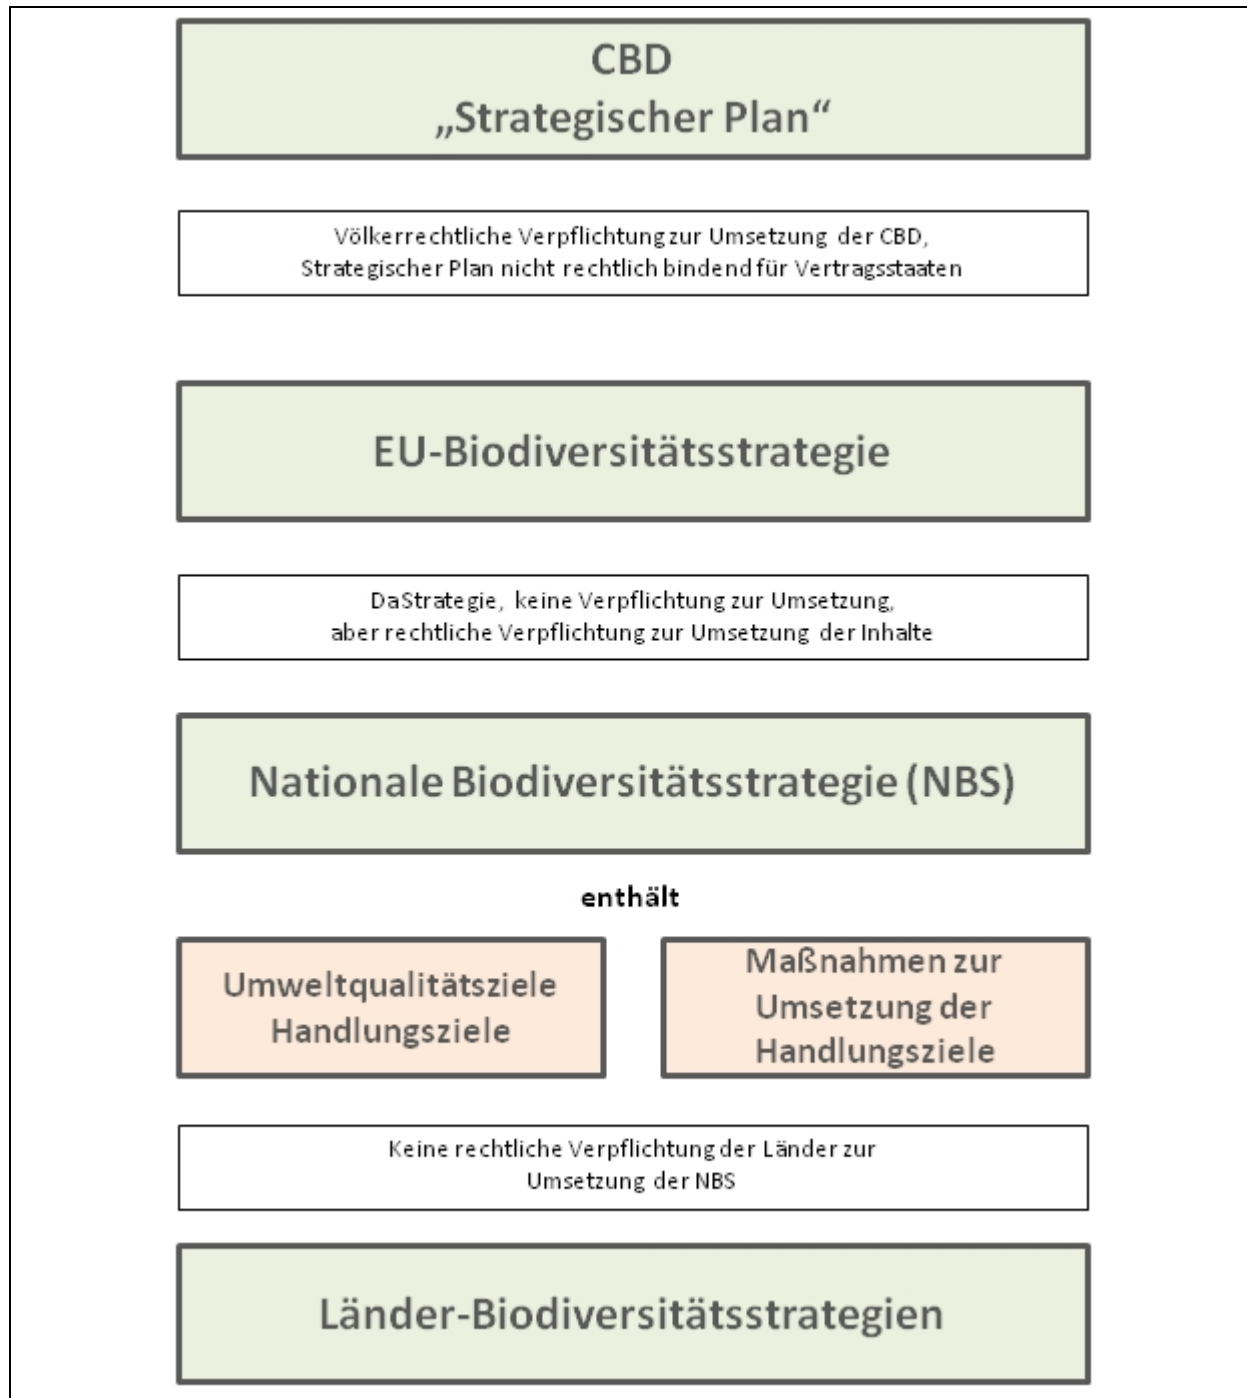 CBD
„Strategischer Plan“
Völkerrechtliche Verpflichtung zur Umsetzung der CBD,
Strategischer Plan nicht rechtlich bindend für Vertragsstaaten
EU-Biodiversitätsstrategie
Da Strategie, keine Verpflichtung zur Umsetzung,
aber rechtliche Verpflichtung zur Umsetzung der Inhalte
Nationale Biodiversitätsstrategie (NBS)
enthält
Umweltqualitätsziele
Handlungsziele
Maßnahmen zur
Umsetzung der
Handlungsziele
Keine rechtliche Verpflichtung der Länder zur
Umsetzung der NBS
Länder-Biodiversitätsstrategien